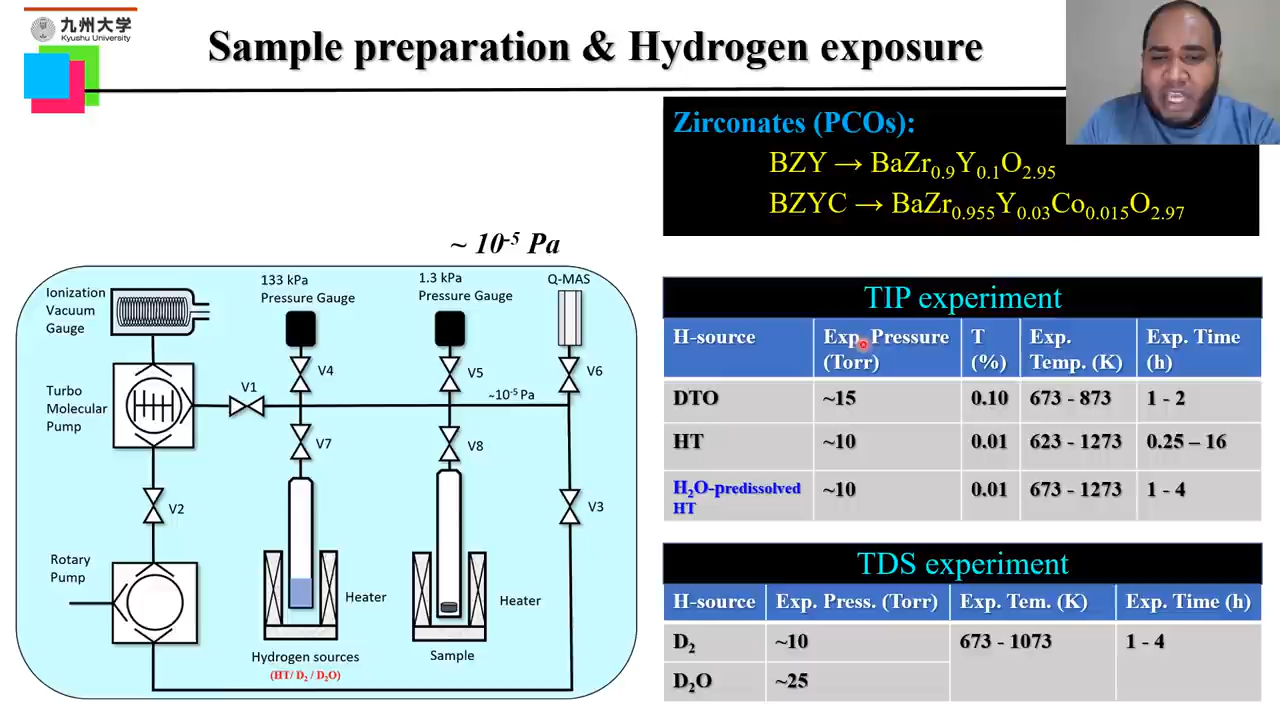 九州大学
Kyushu University
Sample preparation & Hydrogen exposure
Zirconates (PCOs):
BZY → BaZr0.9Y0.1O2.95
BZYC → BaZr0.955Y0.03Co0.015O2.97
~ 10-5 Pa
Ionization
Vacuum
Gauge
133 kPa
Pressure Gauge
1.3 kPa
Pressure Gauge
Q-MAS
V4
V5
V6
Turbo
Molecular
Pump
V1
~10-5 Pa
V7
V8
V2
V3
Rotary
Pump
Heater
Heater
Hydrogen sources
(HT/ D2 / D2O)
Sample
TIP experiment
H-source Exp. Pressure (Torr) T (%) Exp. Temp. (K) Exp. Time (h)
DTO ~15 0.10 673 - 873 1 - 2
HT ~10 0.01 623 - 1273 0.25 – 16
H2O-predissolved HT ~10 0.01 673 - 1273 1 - 4
TDS experiment
H-source Exp. Press. (Torr) Exp. Tem. (K) Exp. Time (h)
D2 ~10 673 - 1073 1 - 4
D2O ~25